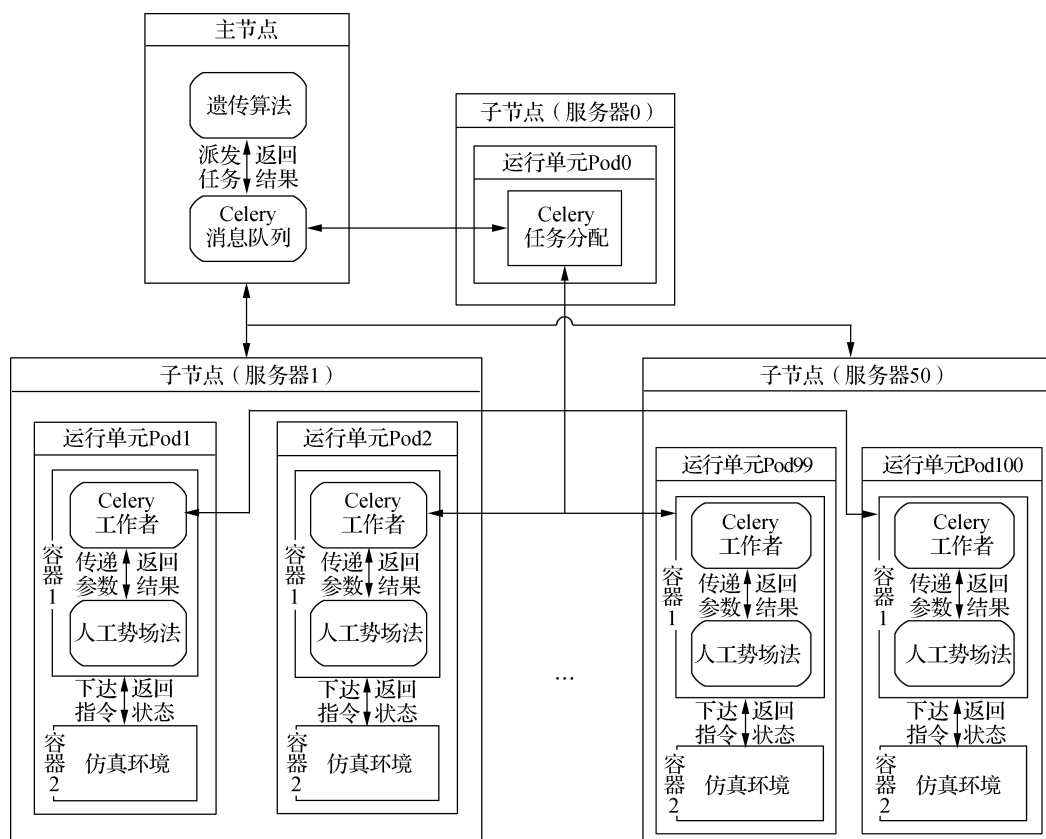 主节点
遗传算法
派发 返回
任务 结果
Celery
消息队列
子节点（服务器0）
运行单元Pod0
Celery
任务分配
子节点（服务器1）
运行单元Pod1
Celery
工作者
传递 返回
参数 结果
人工势场法
容器1
下达 返回
指令 状态
仿真环境
容器2
运行单元Pod2
Celery
工作者
传递 返回
参数 结果
人工势场法
容器1
下达 返回
指令 状态
仿真环境
容器2
…
子节点（服务器50）
运行单元Pod99
Celery
工作者
传递 返回
参数 结果
人工势场法
容器1
下达 返回
指令 状态
仿真环境
容器2
运行单元Pod100
Celery
工作者
传递 返回
参数 结果
人工势场法
容器1
下达 返回
指令 状态
仿真环境
容器2